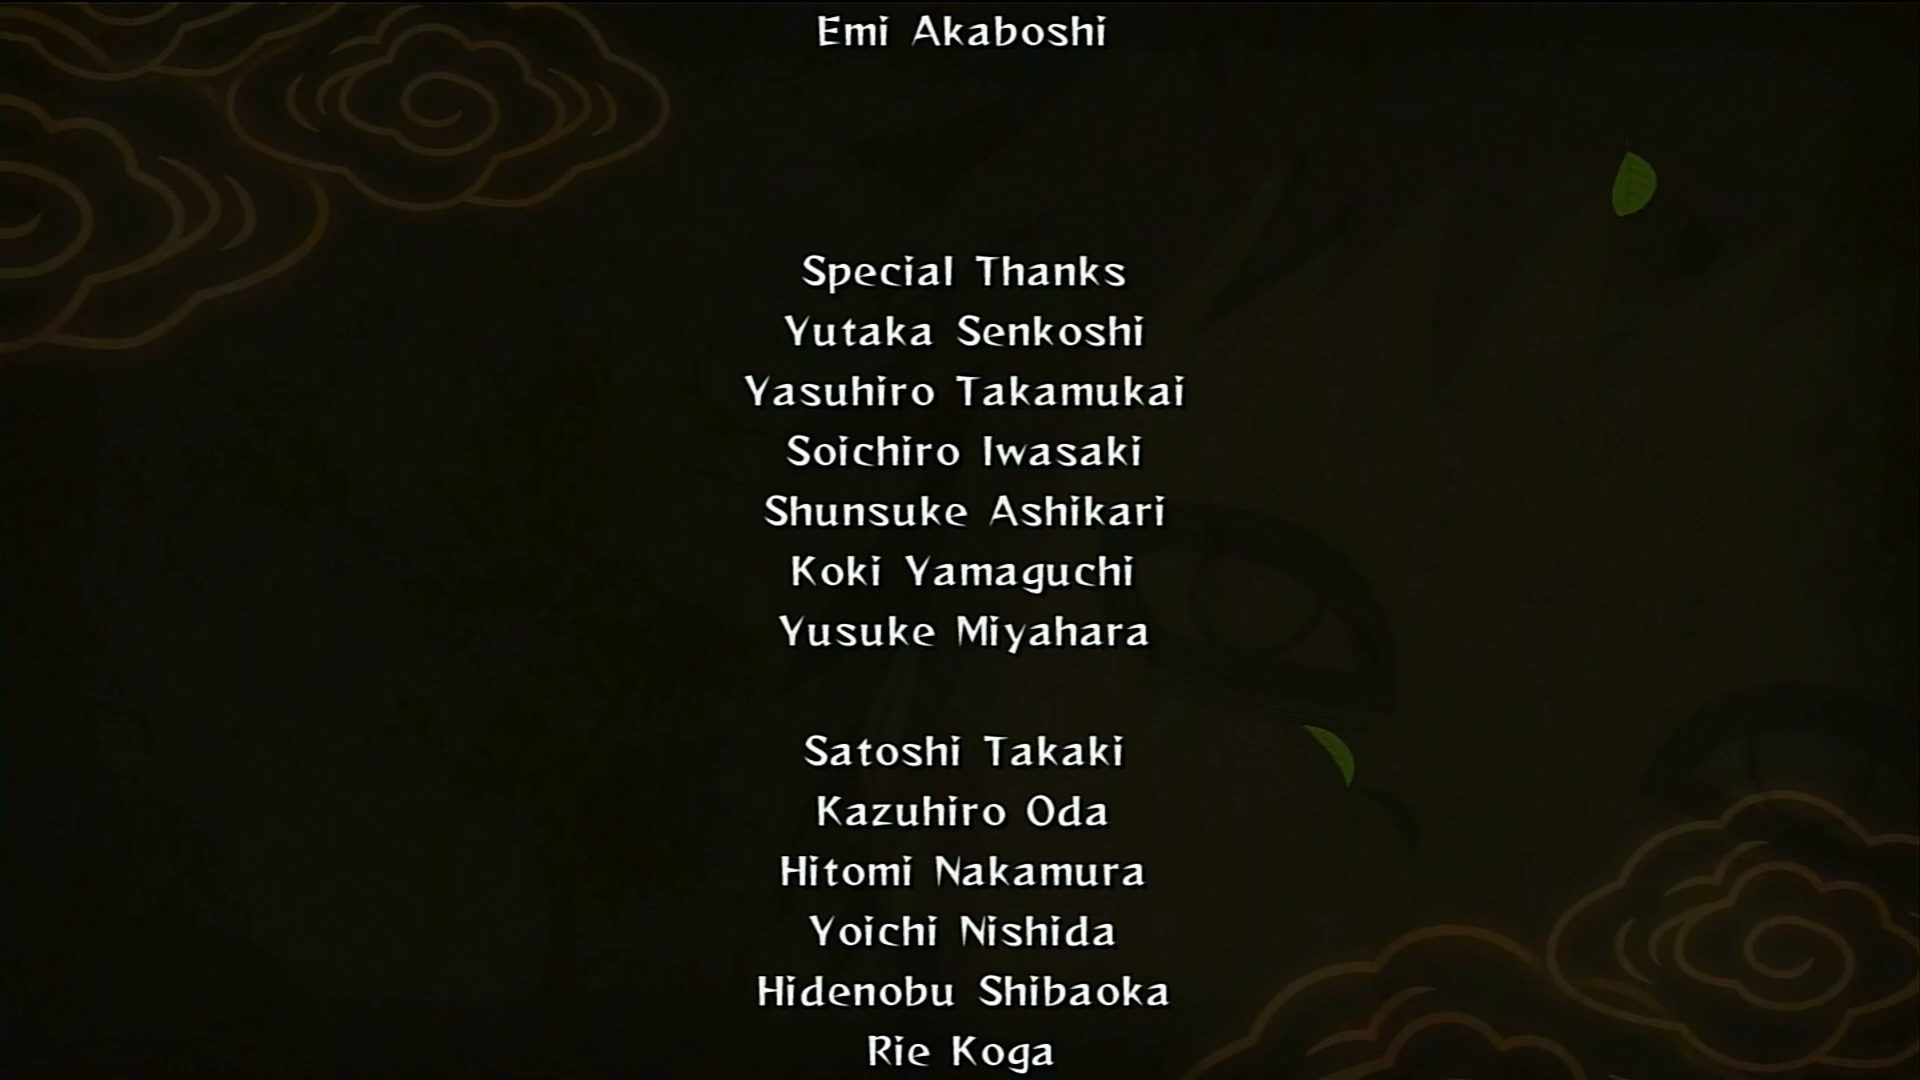 Emi Akaboshi
Special Thanks
Yutaka Senkoshi
Yasuhiro Takamukai
Soichiro Iwasaki
Shunsuke Ashikari
Koki Yamaguchi
Yusuke Miyahara
Satoshi Takaki
Kazuhiro Oda
Hitomi Nakamura
Yoichi Nishida
Hidenobu Shibaoka
Rie Koga